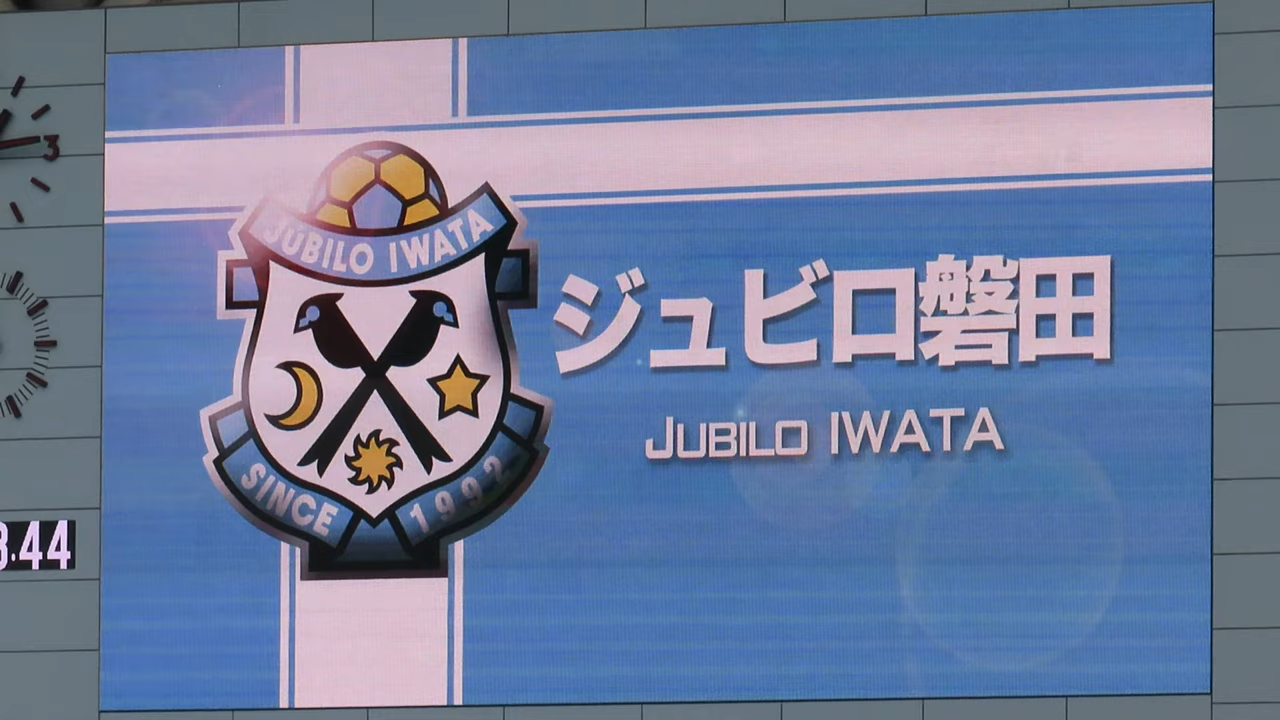 3
JUBILO IWATA
ジュビロ磐田
JUBILO IWATA
SINCE 1992
.44